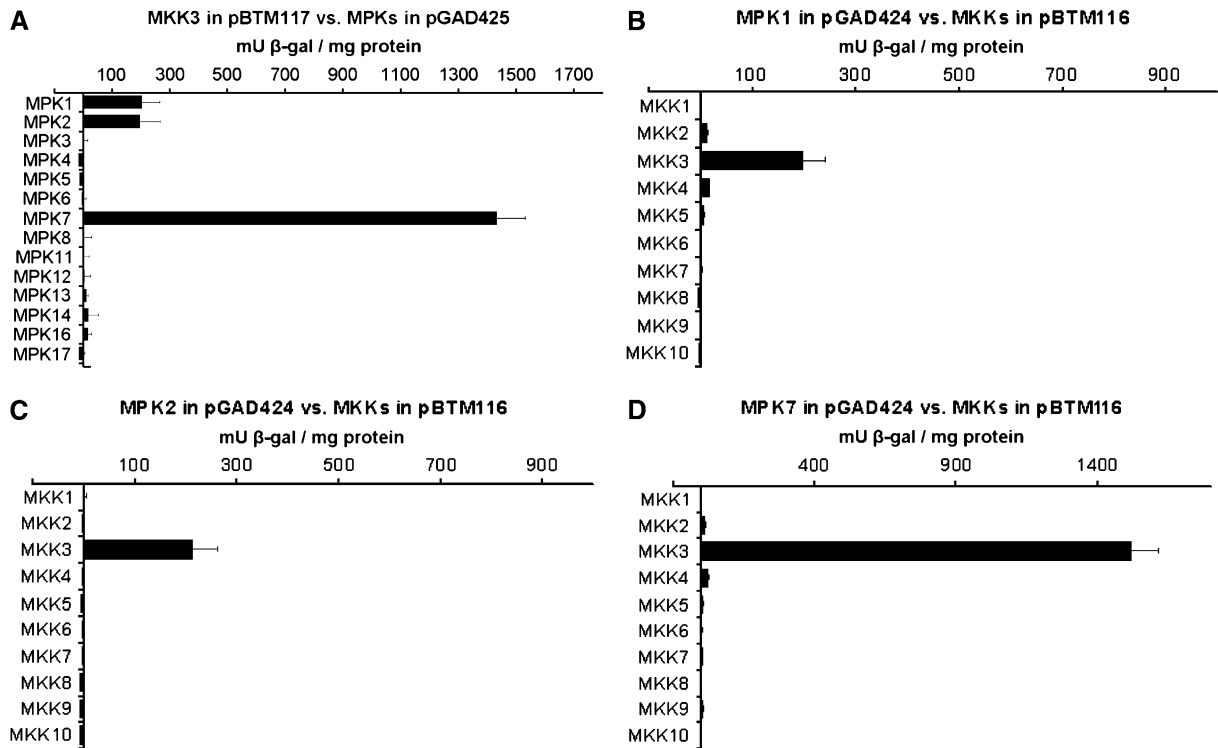 A
MKK3 in pBTM117 vs. MPKs in pGAD425
mU β-gal / mg protein
100 300 500 700 900 1100 1300 1500 1700
MPK1
MPK2
MPK3
MPK4
MPK5
MPK6
MPK7
MPK8
MPK11
MPK12
MPK13
MPK14
MPK16
MPK17
B
MPK1 in pGAD424 vs. MKKs in pBTM116
mU β-gal / mg protein
100 300 500 700 900
MKK1
MKK2
MKK3
MKK4
MKK5
MKK6
MKK7
MKK8
MKK9
MKK10
C
MPK2 in pGAD424 vs. MKKs in pBTM116
mU β-gal / mg protein
100 300 500 700 900
MKK1
MKK2
MKK3
MKK4
MKK5
MKK6
MKK7
MKK8
MKK9
MKK10
D
MPK7 in pGAD424 vs. MKKs in pBTM116
mU β-gal / mg protein
400 900 1400
MKK1
MKK2
MKK3
MKK4
MKK5
MKK6
MKK7
MKK8
MKK9
MKK10